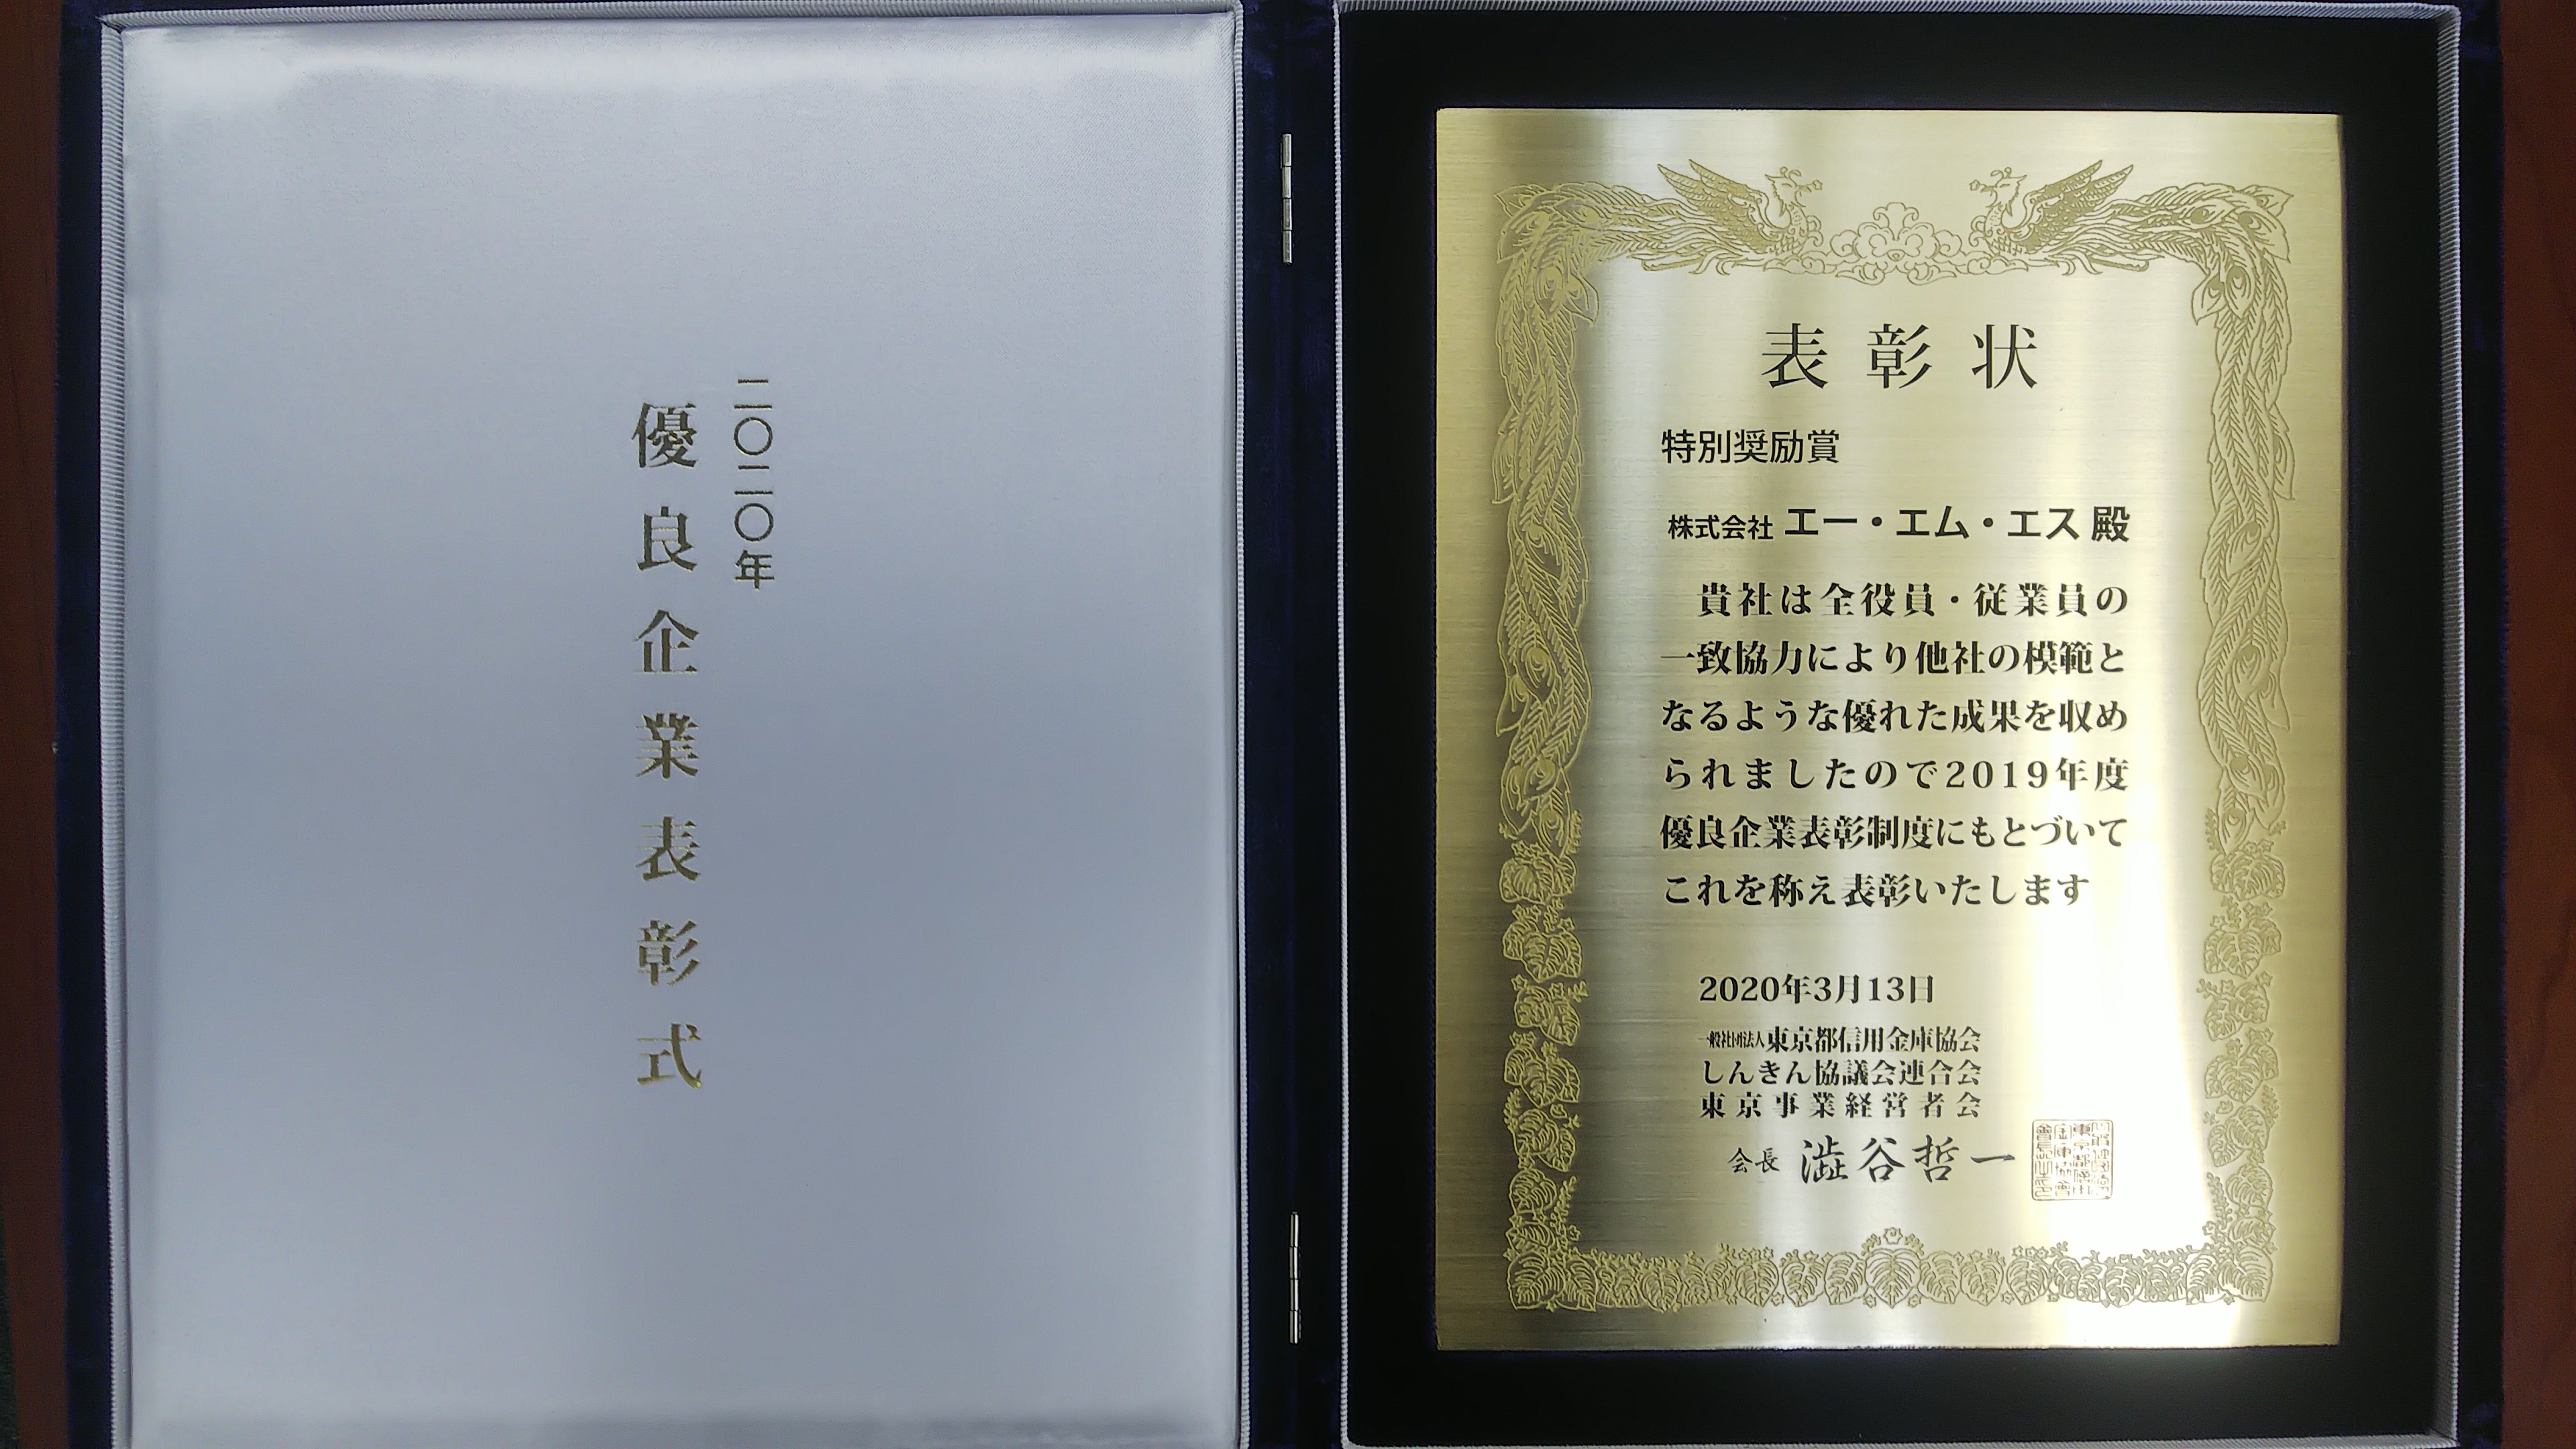 二〇二〇年
優良企業表彰式
表彰状
特別奨励賞
株式会社 エー・エム・エス 殿
貴社は全役員・従業員の
一致協力により他社の模範と
なるような優れた成果を収め
られましたので2019年度
優良企業表彰制度にもとづいて
これを称え表彰いたします
2020年3月13日
一般社団法人東京都信用金庫協会
しんきん協議会連合会
東京事業経営者会
会長 澁谷哲一